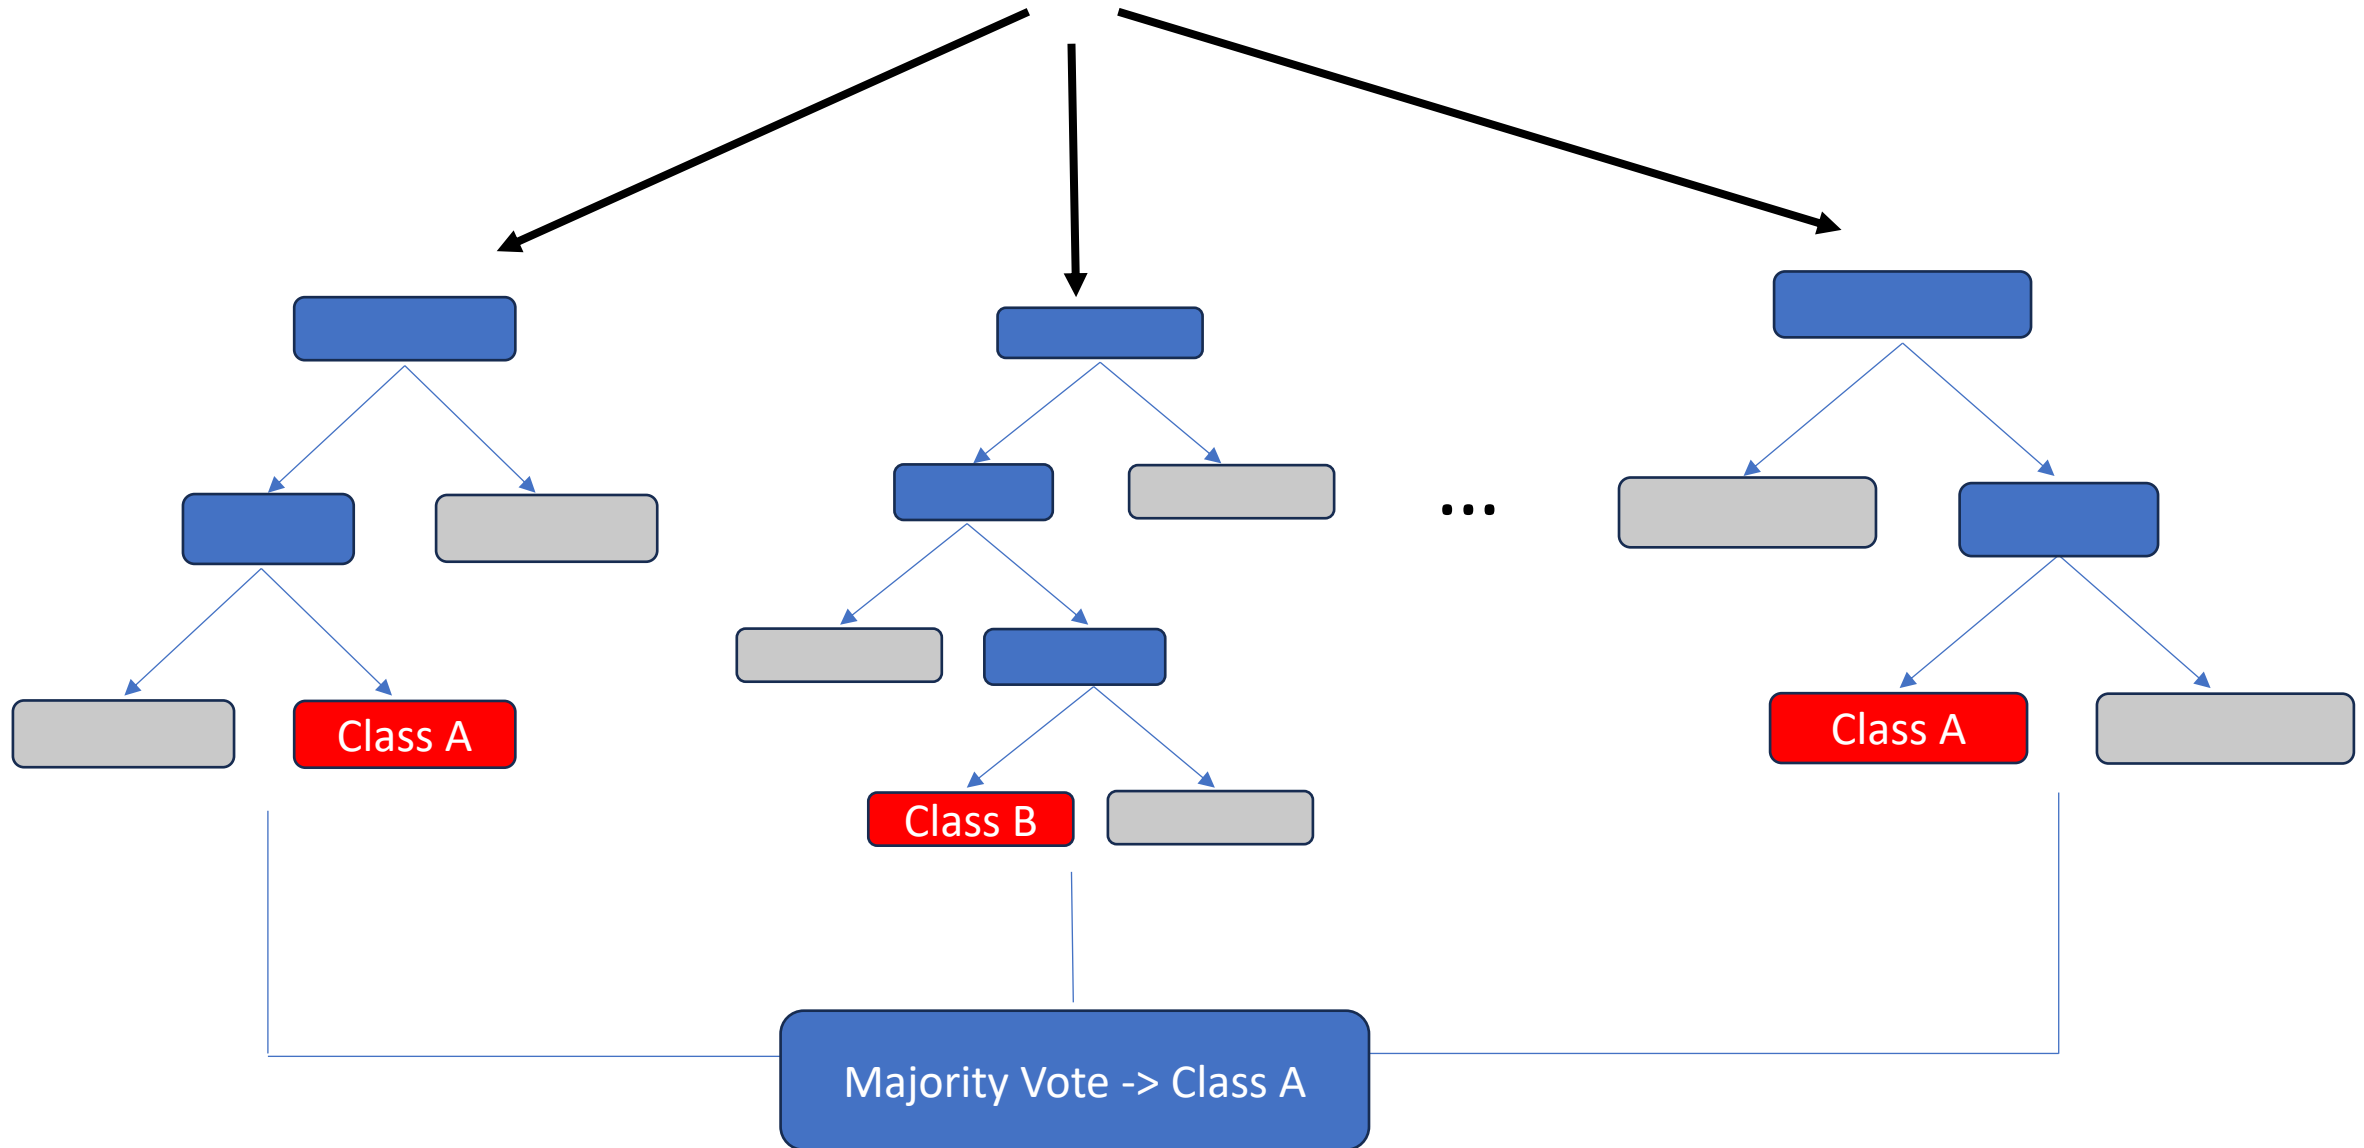 ...
Class A
Class A
Class B
Majority Vote -> Class A